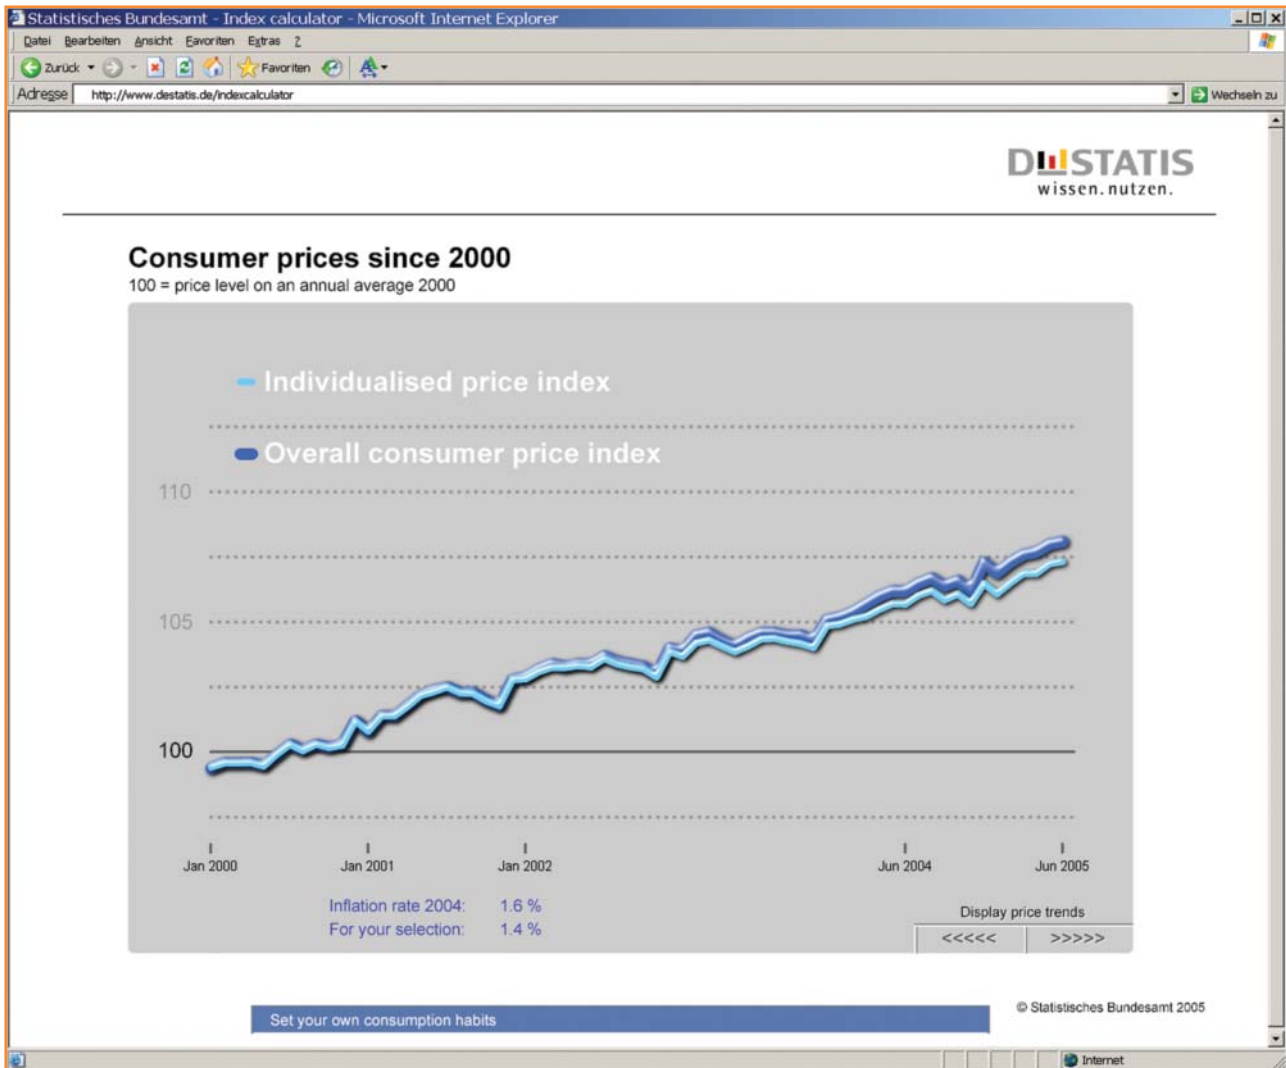 Statistisches Bundesamt - Index calculator - Microsoft Internet Explorer
Datei Bearbeiten Ansicht Favoriten Extras ?
Zurück Favoriten
Adresse http://www.destatis.de/indexcalculator Wechseln zu
DESTATIS
wissen.nutzen.
Consumer prices since 2000
100 = price level on an annual average 2000
Individualised price index
Overall consumer price index
110
105
100
Jan 2000 Jan 2001 Jan 2002 Jun 2004 Jun 2005
Inflation rate 2004: 1.6 %
For your selection: 1.4 %
Display price trends
<<<<< >>>>>
© Statistisches Bundesamt 2005
Set your own consumption habits
Internet